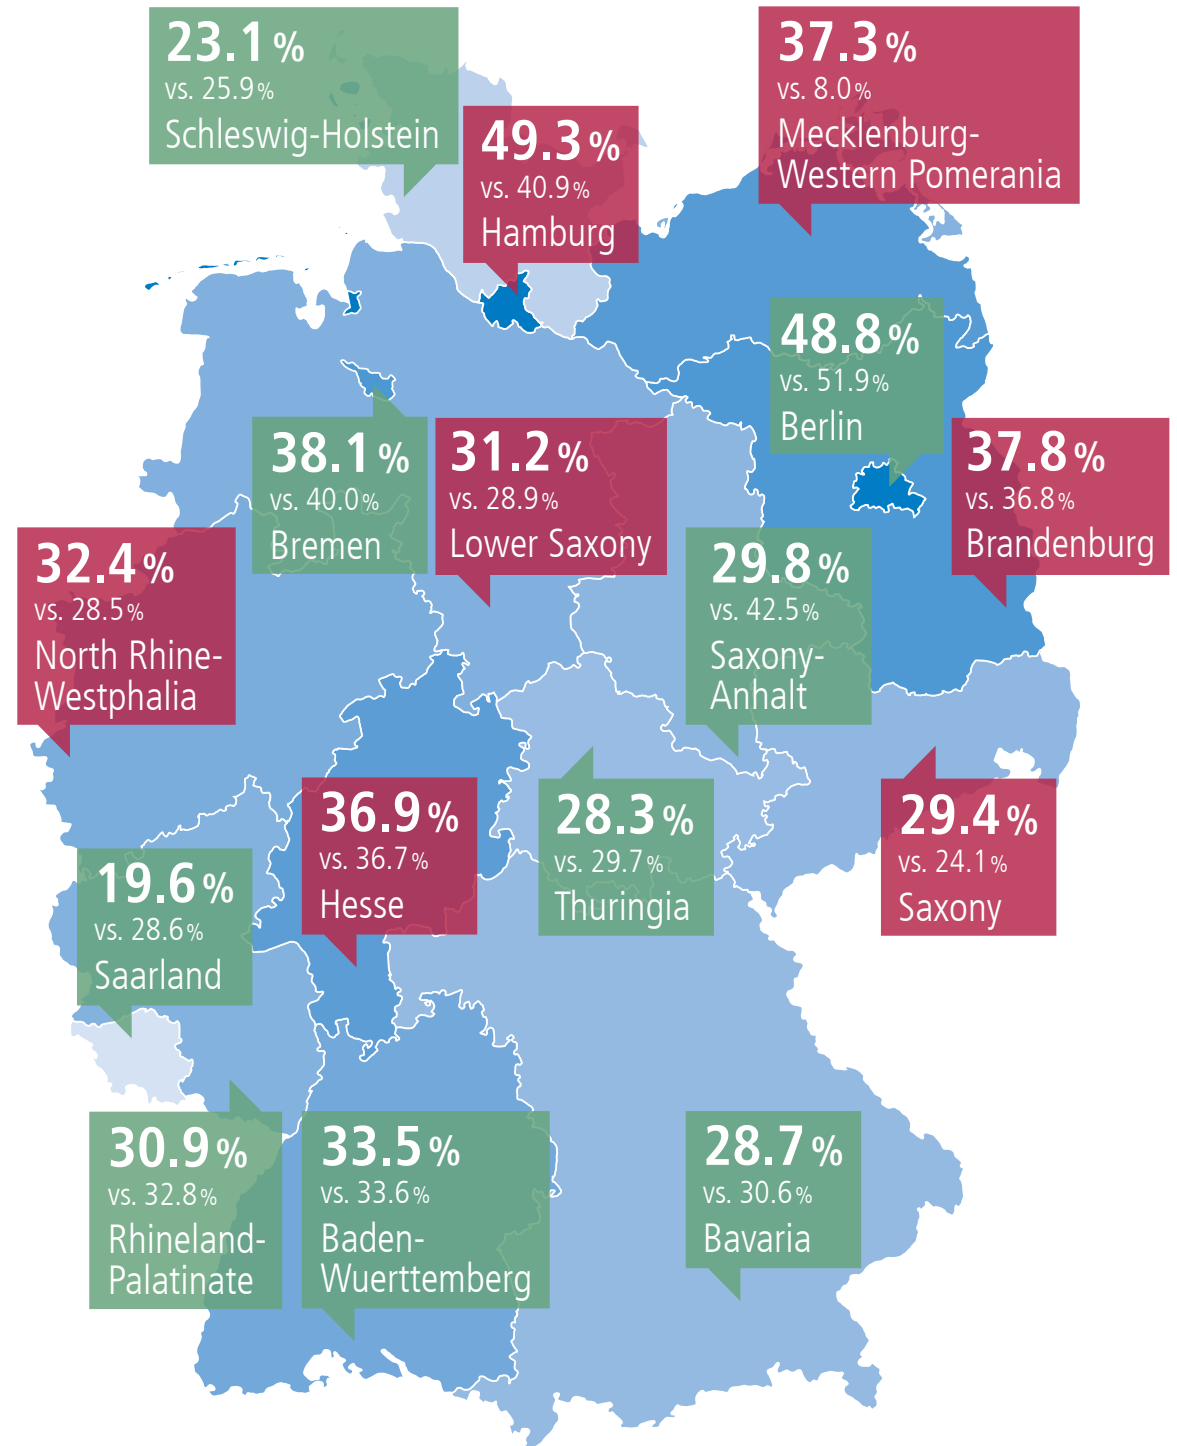 23.1 %
vs. 25.9 %
Schleswig-Holstein
37.3 %
vs. 8.0 %
Mecklenburg-
Western Pomerania
49.3 %
vs. 40.9 %
Hamburg
48.8 %
vs. 51.9 %
Berlin
38.1 %
vs. 40.0 %
Bremen
31.2 %
vs. 28.9 %
Lower Saxony
37.8 %
vs. 36.8 %
Brandenburg
32.4 %
vs. 28.5 %
North Rhine-
Westphalia
29.8 %
vs. 42.5 %
Saxony-
Anhalt
36.9 %
vs. 36.7 %
Hesse
28.3 %
vs. 29.7 %
Thuringia
29.4 %
vs. 24.1 %
Saxony
19.6 %
vs. 28.6 %
Saarland
30.9 %
vs. 32.8 %
Rhineland-
Palatinate
33.5 %
vs. 33.6 %
Baden-
Wuerttemberg
28.7 %
vs. 30.6 %
Bavaria